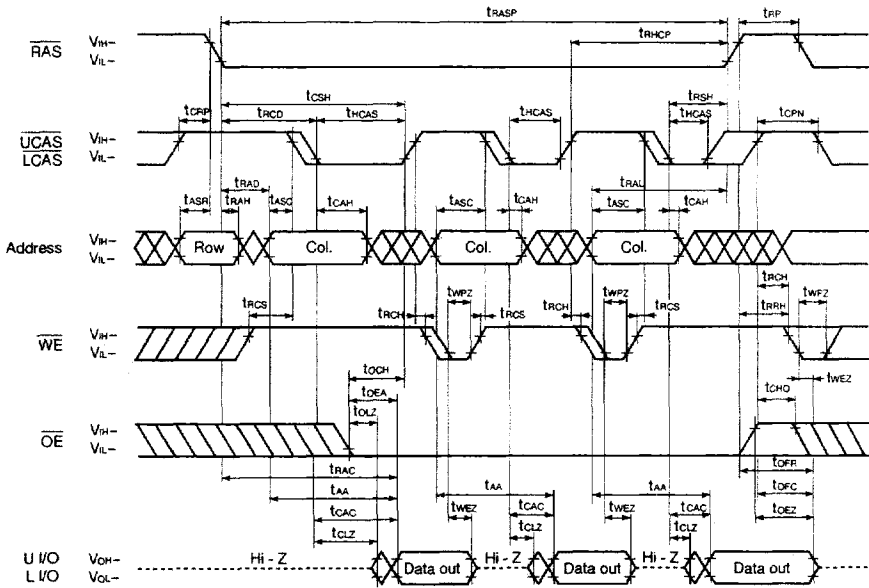 tRASP tRP
tRHCP
RAS VIH
VIL
tCSH tRSH
tCRP tRCD tHCAS tHCAS tHCAS tCPN
UCAS VIH
LCAS VIL
tRAD tRAL
tASR tRAH tASC tCAH tASC tCAH tASC tCAH
Address VIH Row Col. Col. Col.
VIL
tRCH
tRCS tRCH tWPZ tRCS tRCH tWPZ tRCS tRRH tWPZ
WE VIH
VIL
tOCH tWEZ
tOEA tCHO
tOLZ
OE VIH
VIL
tRAC tOFR
tAA tAA tAA tOFC
tCAC tWEZ tCAC tWEZ tCAC tOEZ
tCLZ tCLZ tCLZ
U I/O VOH Hi - Z Data out Hi - Z Data out Hi - Z Data out
L I/O VOL